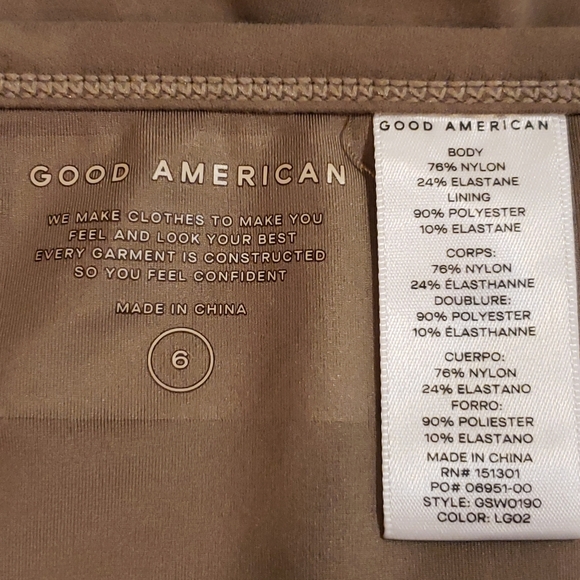 GOOD AMERICAN
WE MAKE CLOTHES TO MAKE YOU
FEEL AND LOOK YOUR BEST
EVERY GARMENT IS CONSTRUCTED
SO YOU FEEL CONFIDENT
MADE IN CHINA
6
GOOD AMERICAN
BODY
76% NYLON
24% ELASTANE
LINING
90% POLYESTER
10% ELASTANE
CORPS:
76% NYLON
24% ÉLASTHANNE
DOUBLURE:
90% POLYESTER
10% ÉLASTHANNE
CUERPO:
76% NYLON
24% ELASTANO
FORRO:
90% POLIESTER
10% ELASTANO
MADE IN CHINA
RN# 151301
PO# 06951-00
STYLE: GSW0190
COLOR: LG02